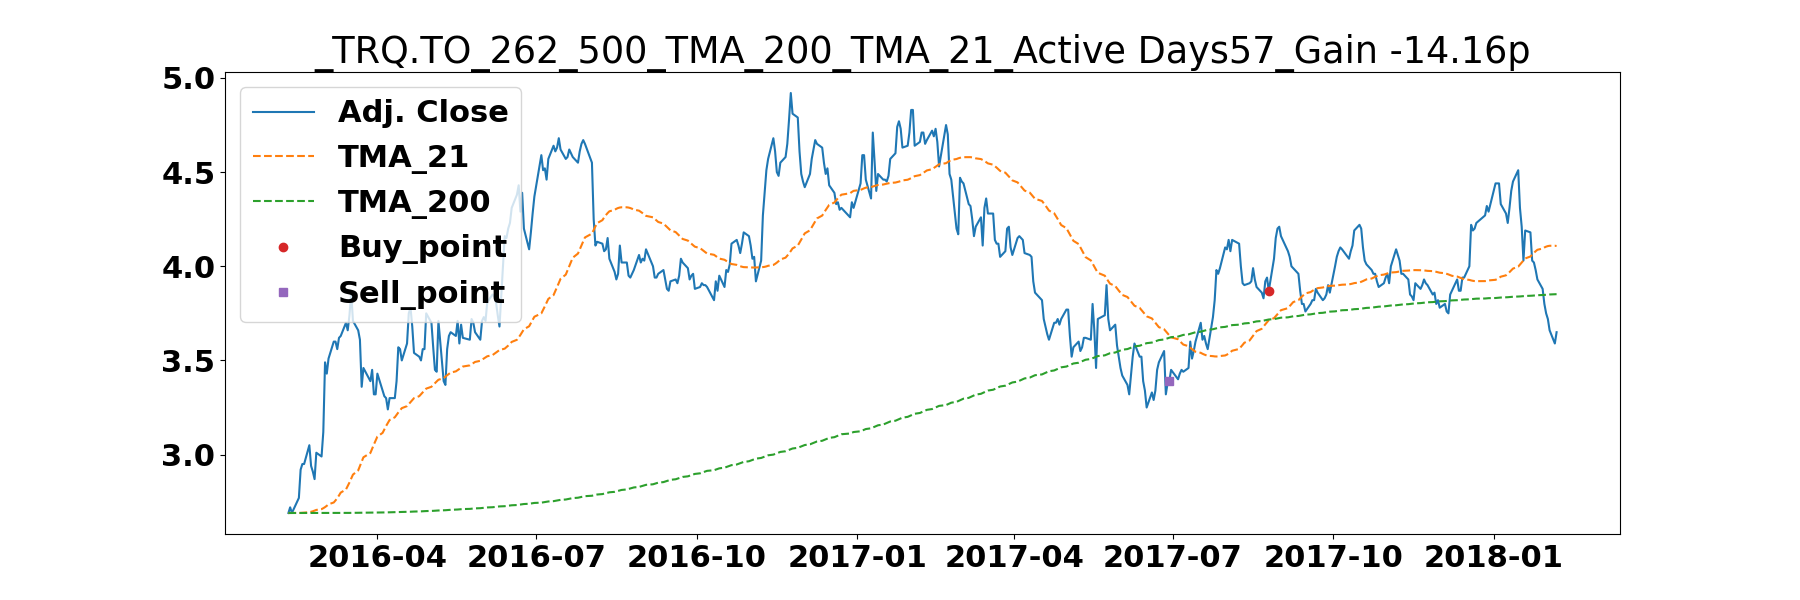 _TRQ.TO_262_500_TMA_200_TMA_21_Active Days57_Gain -14.16p
5.0
4.5
4.0
3.5
3.0
Adj. Close
TMA_21
TMA_200
Buy_point
Sell_point
2016-04 2016-07 2016-10 2017-01 2017-04 2017-07 2017-10 2018-01